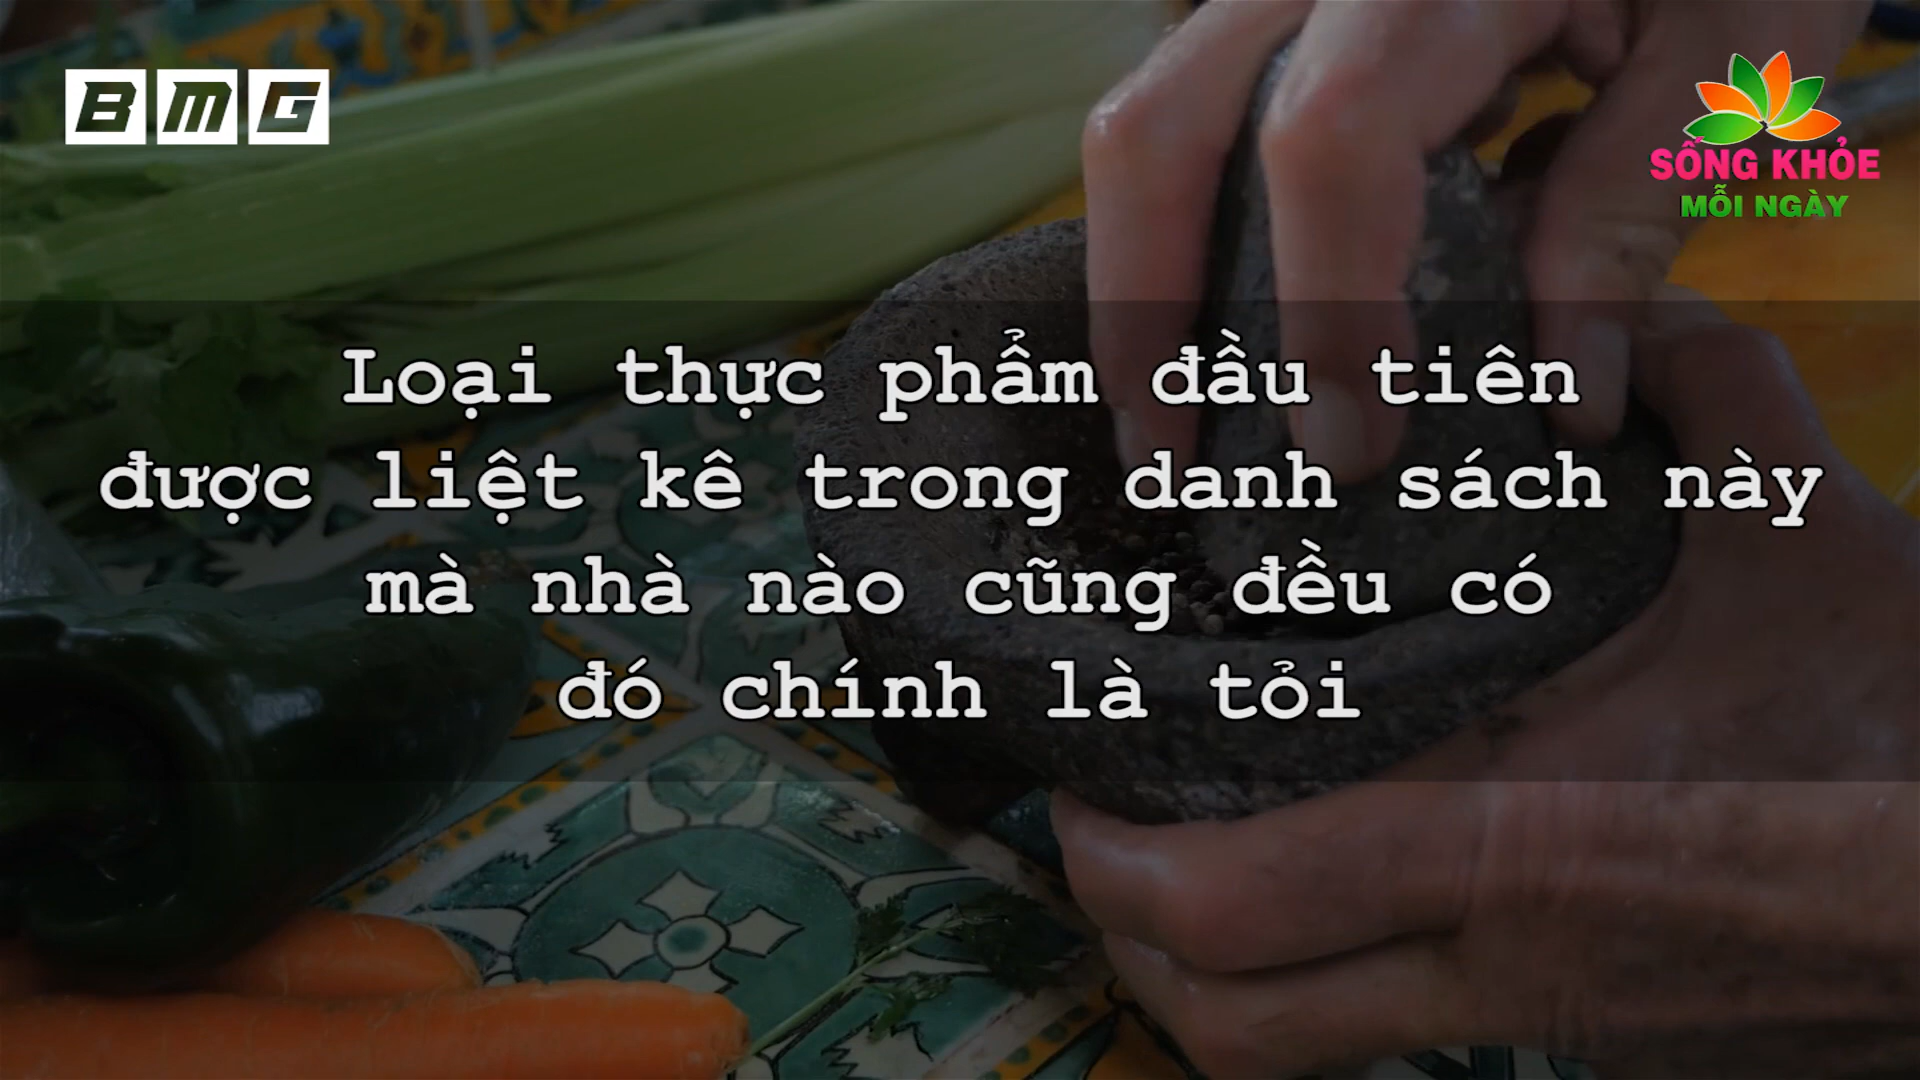 BMG
SỐNG KHỎE
MỖI NGÀY
Loại thực phẩm đầu tiên
được liệt kê trong danh sách này
mà nhà nào cũng đều có
đó chính là tỏi